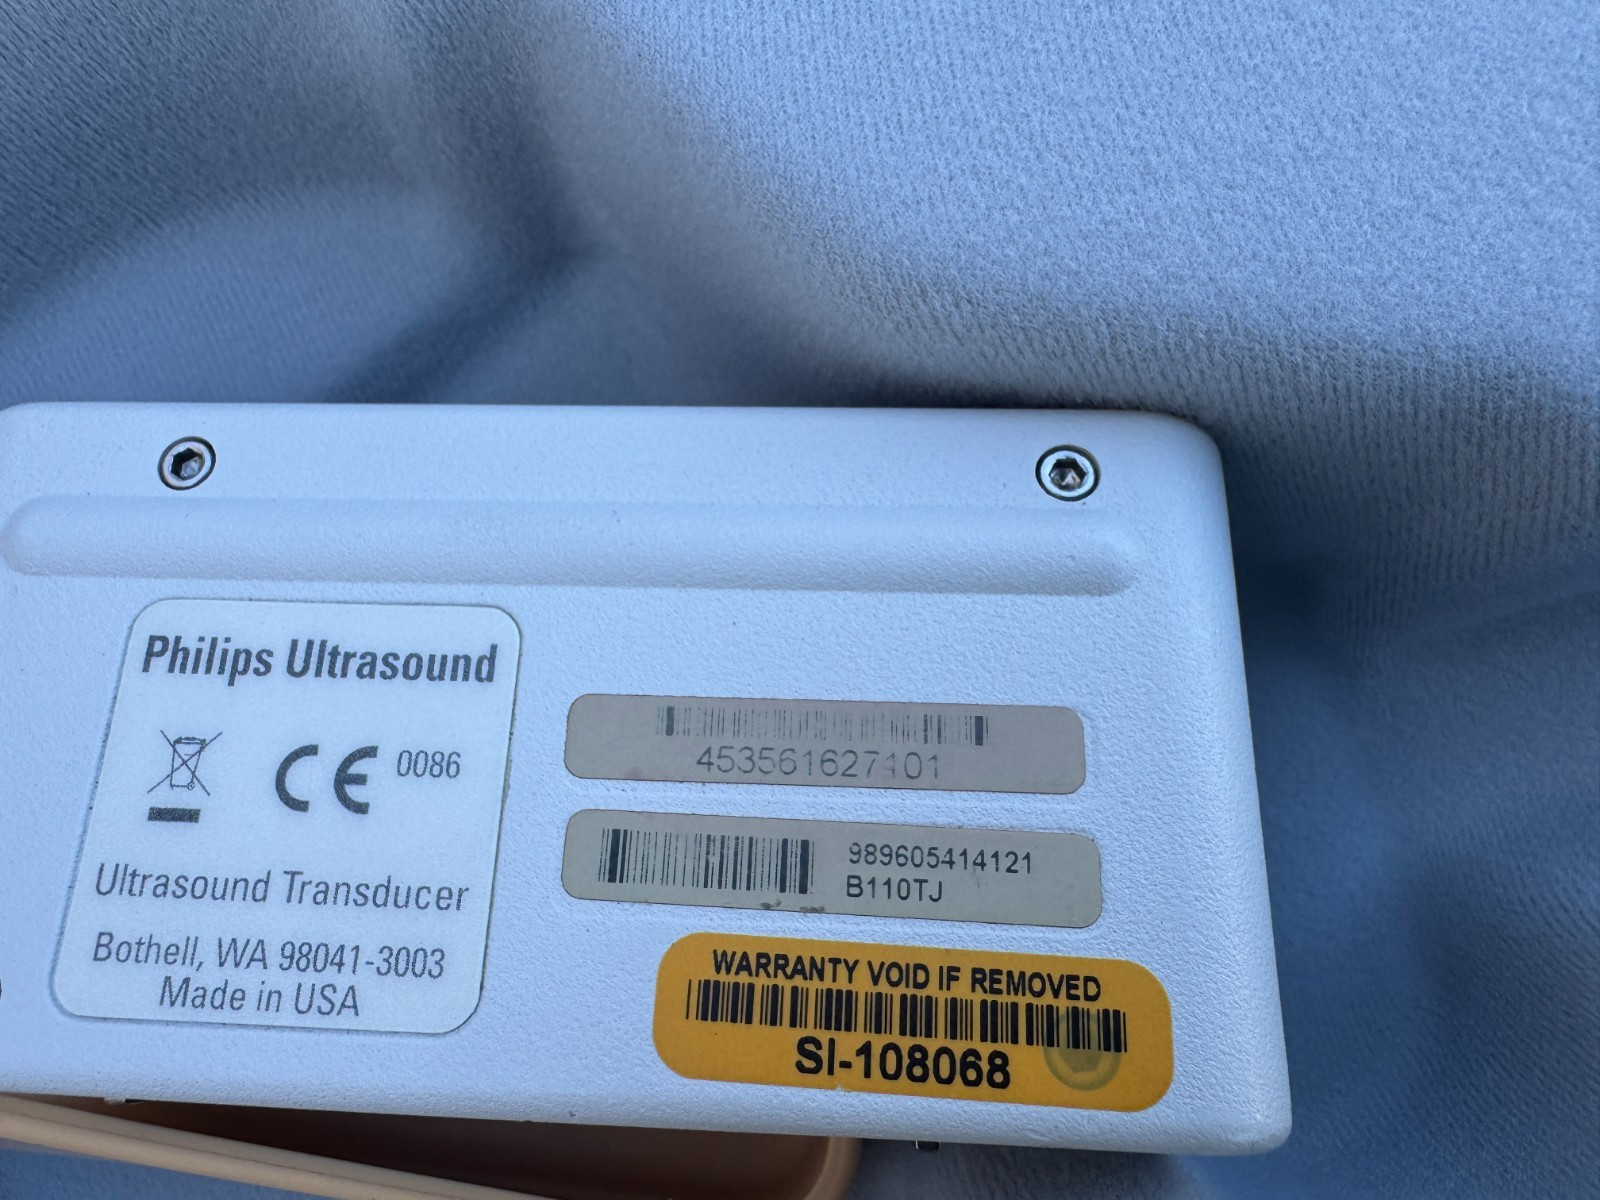 Philips Ultrasound
CE 0086
Ultrasound Transducer
Bothell, WA 98041-3003
Made in USA
453561627101
989605414121
B110TJ
WARRANTY VOID IF REMOVED
SI-108068